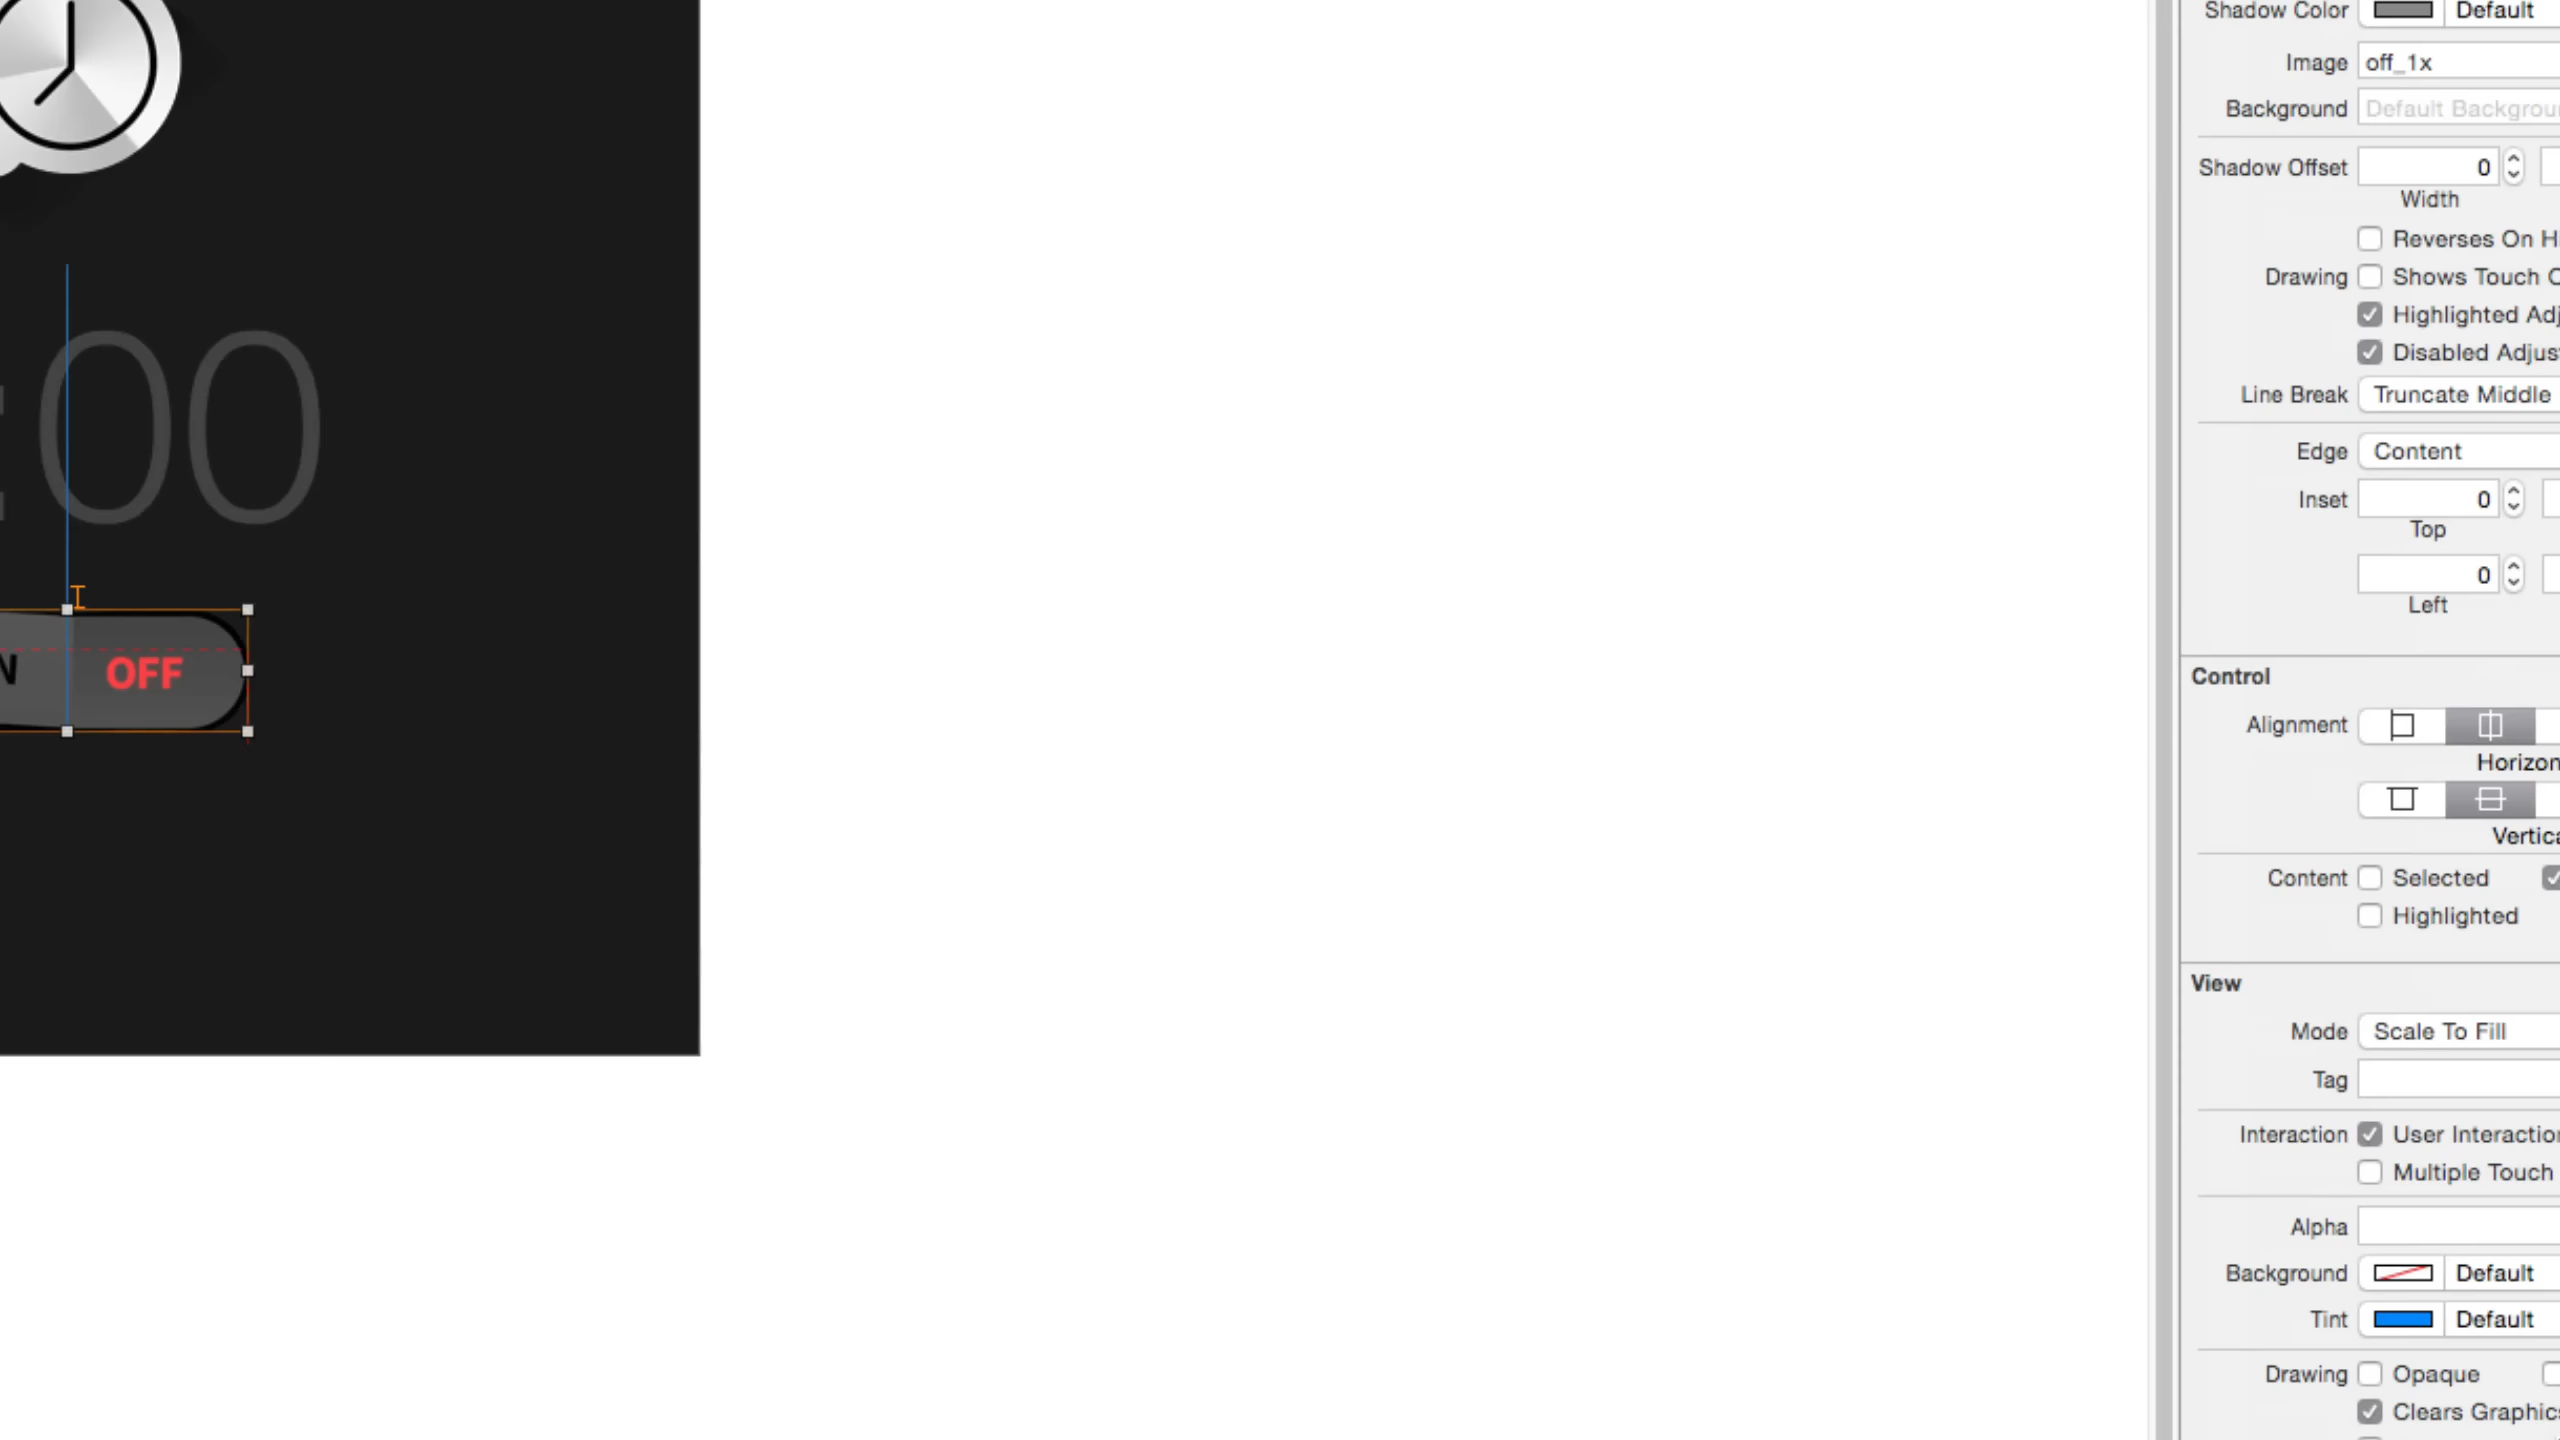 :00
N OFF
Shadow Color Default
Image off_1x
Background Default Backgrou
Shadow Offset 0
Width
Reverses On H
Drawing Shows Touch
Highlighted Adj
Disabled Adjus
Line Break Truncate Middle
Edge Content
Inset 0
Top
0
Left
Control
Alignment
Horizon
Vertic
Content Selected
Highlighted
View
Mode Scale To Fill
Tag
Interaction User Interaction
Multiple Touch
Alpha
Background Default
Tint Default
Drawing Opaque
Clears Graphics